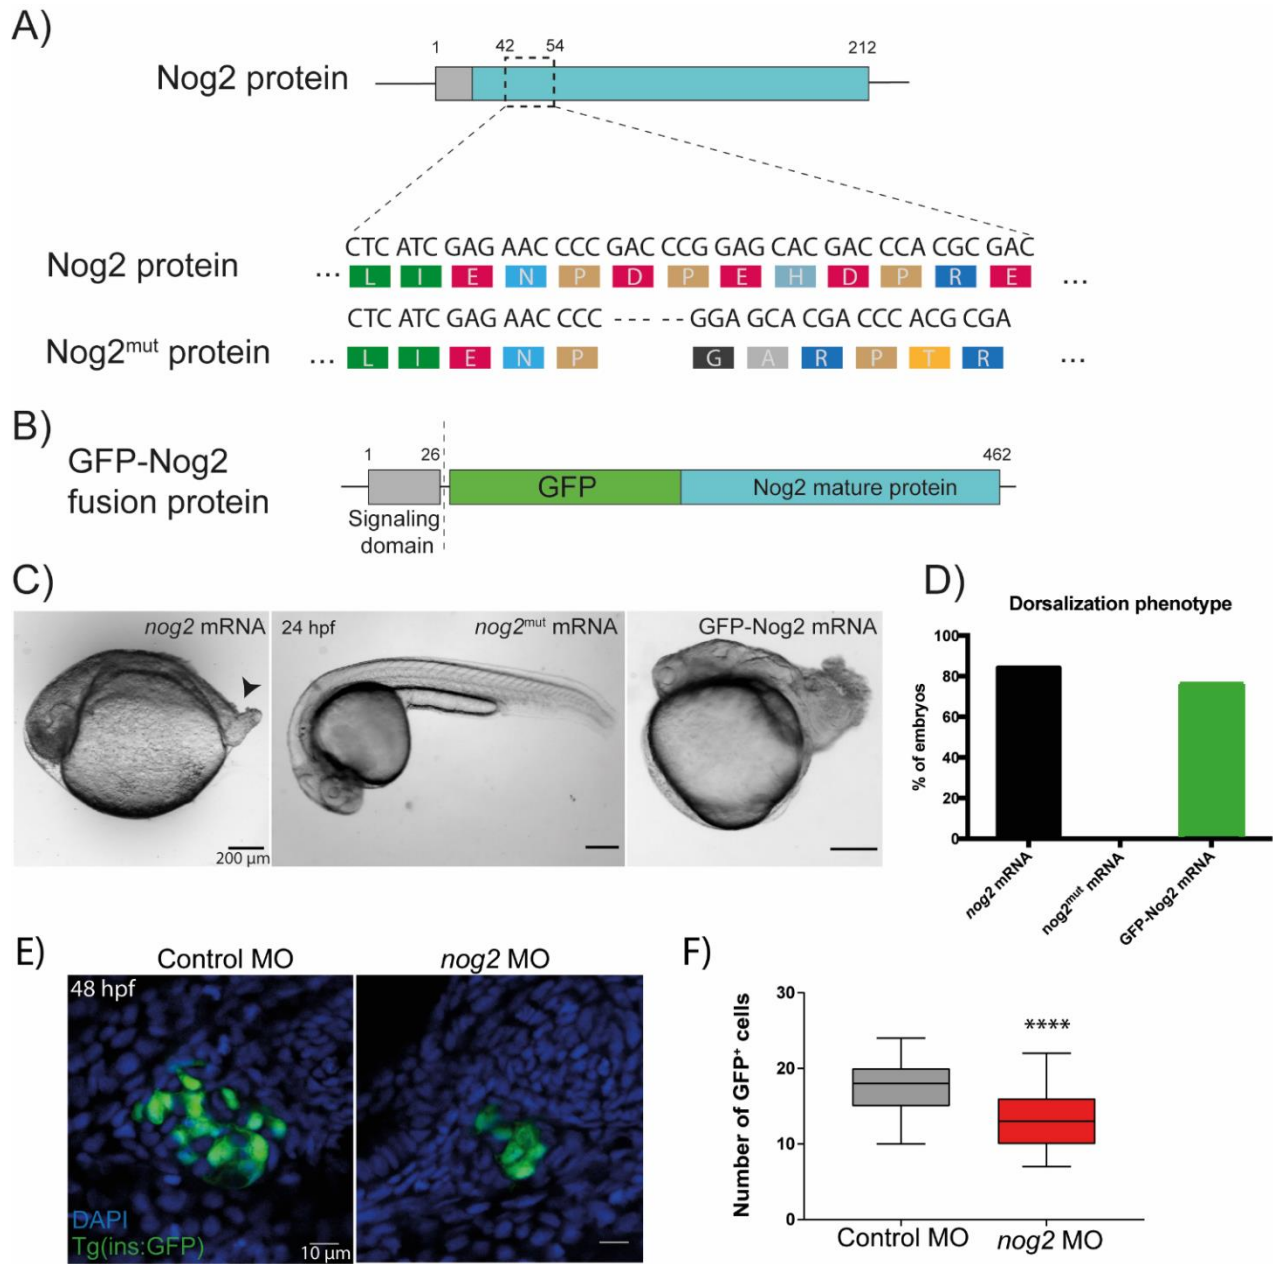 A)
1 42 54 212
Nog2 protein
CTC ATC GAG AAC CCC GAC CCG GAG CAC GAC CCA CGC GAC
Nog2 protein ... L I E N P D P E H D P R E ...
CTC ATC GAG AAC CCC - - - - - GGA GCA CGA CCC ACG CGA
Nog2mut protein ... L I E N P G A R P T R ...
B)
GFP-Nog2
fusion protein
1 26 462
GFP
Nog2 mature protein
Signaling
domain
C)
nog2 mRNA
200 µm
24 hpf
nog2mut mRNA
GFP-Nog2 mRNA
D)
Dorsalization phenotype
% of embryos
100
80
60
40
20
0
nog2 mRNA
nog2mut mRNA
GFP-Nog2 mRNA
E)
Control MO
nog2 MO
48 hpf
DAPI
Tg(ins:GFP)
10 µm
F)
Number of GFP+ cells
30
20
10
0
****
Control MO
nog2 MO